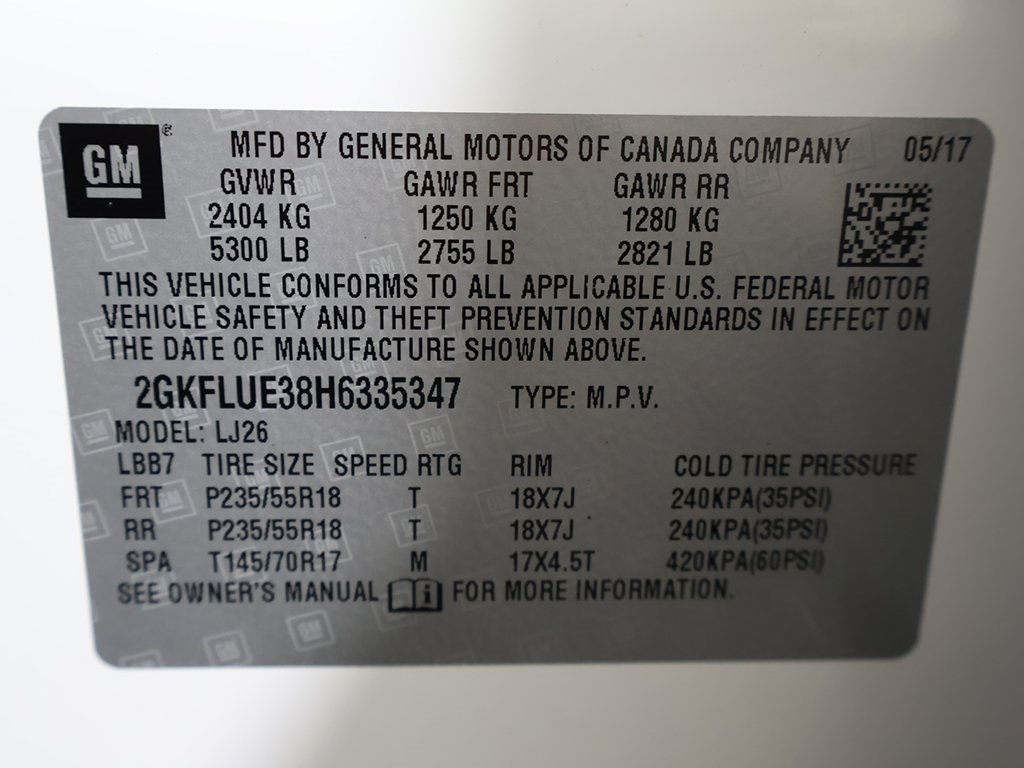 GM ® MFD BY GENERAL MOTORS OF CANADA COMPANY 05/17
GVWR GAWR FRT GAWR RR
2404 KG 1250 KG 1280 KG
5300 LB 2755 LB 2821 LB
THIS VEHICLE CONFORMS TO ALL APPLICABLE U.S. FEDERAL MOTOR
VEHICLE SAFETY AND THEFT PREVENTION STANDARDS IN EFFECT ON
THE DATE OF MANUFACTURE SHOWN ABOVE.
2GKFLUE38H6335347 TYPE: M.P.V.
MODEL: LJ26
LBB7 TIRE SIZE SPEED RTG RIM COLD TIRE PRESSURE
FRT P235/55R18 T 18X7J 240KPA(35PSI)
RR P235/55R18 T 18X7J 240KPA(35PSI)
SPA T145/70R17 M 17X4.5T 420KPA(60PSI)
SEE OWNER'S MANUAL i FOR MORE INFORMATION.